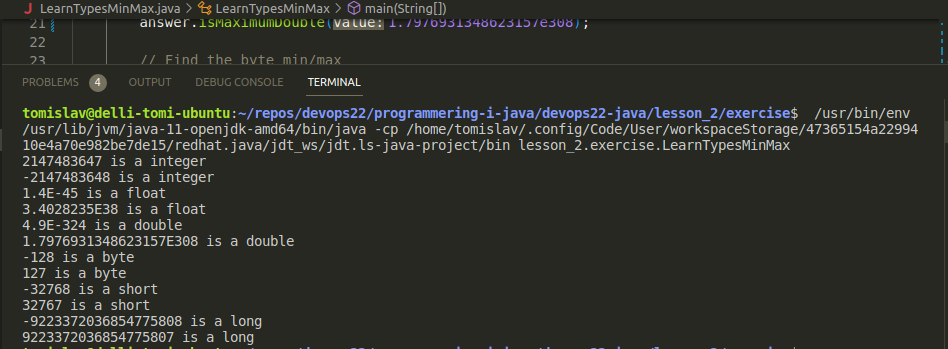 LearnTypesMinMax.java > LearnTypesMinMax > main(String[])
21 answer.isMaximumDouble(value: 1.7976931348623157e308);
22
23 // Find the byte min/max
PROBLEMS 4 OUTPUT DEBUG CONSOLE TERMINAL
tomislav@delli-tomi-ubuntu:~/repos/devops22/programering-i-java/devops22-java/lesson_2/exercise$ /usr/bin/env
/usr/lib/jvm/java-11-openjdk-amd64/bin/java -cp /home/tomislav/.config/Code/User/workspaceStorage/47365154a22994
10e4a70e982be7de15/redhat.java/jdt_ws/jdt.ls-java-project/bin lesson_2.exercise.LearnTypesMinMax
2147483647 is a integer
-2147483648 is a integer
1.4E-45 is a float
3.4028235E38 is a float
4.9E-324 is a double
1.7976931348623157E308 is a double
-128 is a byte
127 is a byte
-32768 is a short
32767 is a short
-9223372036854775808 is a long
9223372036854775807 is a long